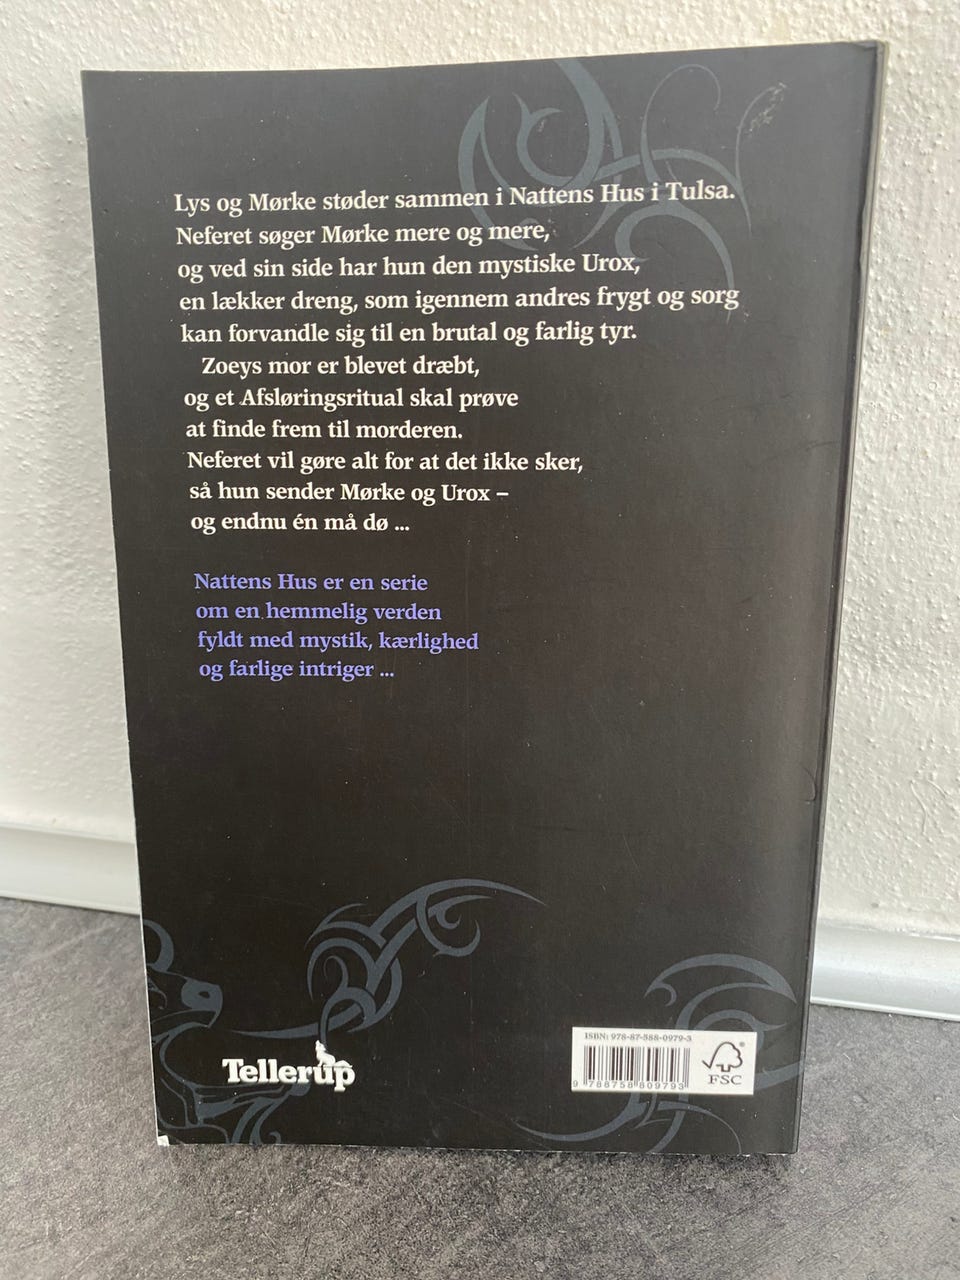 Lys og Mørke støder sammen i Nattens Hus i Tulsa.
Neferet søger Mørke mere og mere,
og ved sin side har hun den mystiske Urox,
en lækker dreng, som igennem andres frygt og sorg
kan forvandle sig til en brutal og farlig tyr.
Zoeys mor er blevet dræbt,
og et Afsløringsritual skal prøve
at finde frem til morderen.
Neferet vil gøre alt for at det ikke sker,
så hun sender Mørke og Urox –
og endnu én må dø ...
Nattens Hus er en serie
om en hemmelig verden
fyldt med mystik, kærlighed
og farlige intriger ...
Tellerup
ISBN: 978-87-588-0979-3
9 788758 809793
FSC